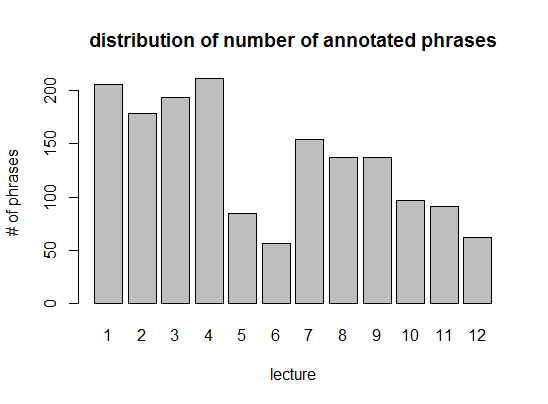 distribution of number of annotated phrases
# of phrases
200
150
100
50
0
1 2 3 4 5 6 7 8 9 10 11 12
lecture